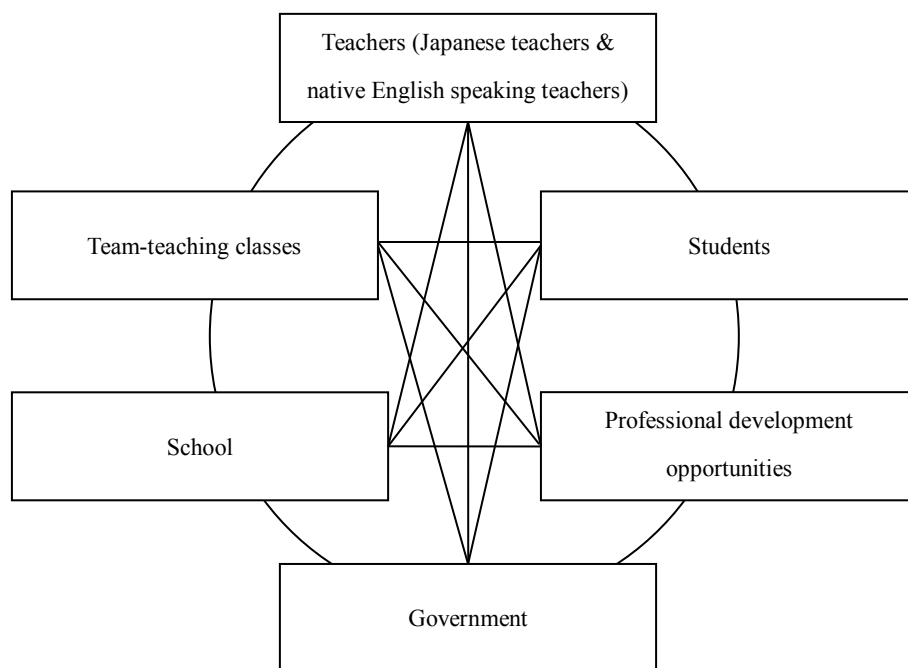 Teachers (Japanese teachers &
native English speaking teachers)
Team-teaching classes
Students
School
Professional development
opportunities
Government